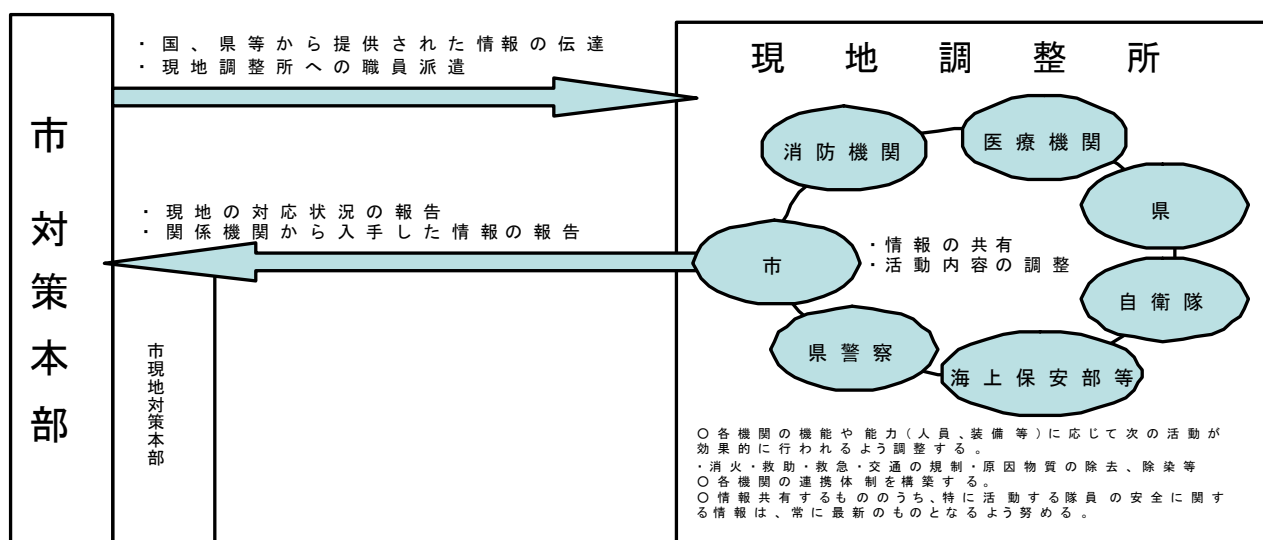 市対策本部
・国、県等から提供された情報の伝達
・現地調整所への職員派遣
・現地の対応状況の報告
・関係機関から入手した情報の報告
市現地対策本部
現地調整所
消防機関
医療機関
県
自衛隊
海上保安部等
県警察
市
・情報の共有
・活動内容の調整
〇各機関の機能や能力(人員、装備等)に応じて次の活動が
効果的に行われるよう調整する。
・消火・救助・救急・交通の規制・原因物質の除去、除染等
〇各機関の連携体制を構築する。
〇情報共有するもののうち、特に活動する隊員の安全に関す
る情報は、常に最新のものとなるよう努める。